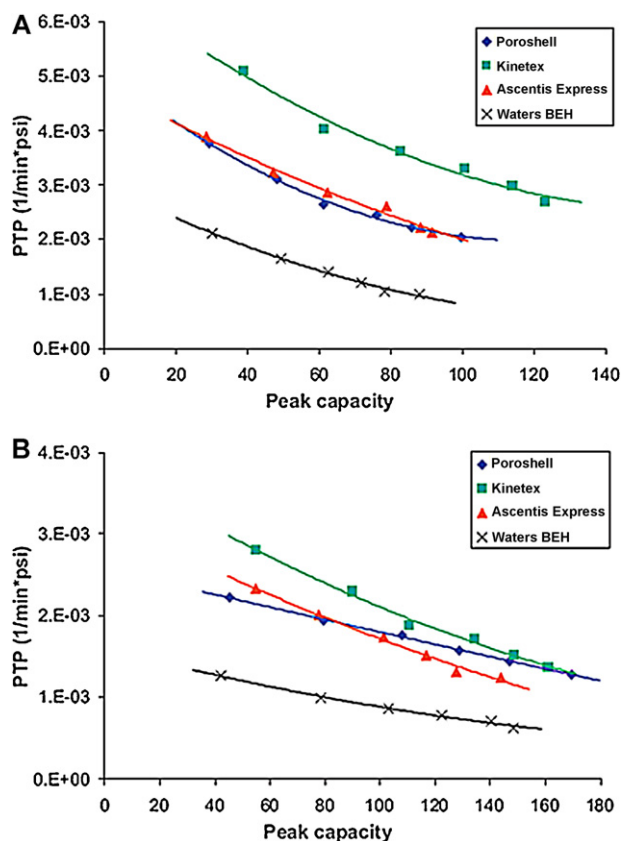 A
6.E-03
5.E-03
4.E-03
3.E-03
2.E-03
1.E-03
0.E+00
PTP (1/min*psi)
Poroshell
Kinetex
Ascentis Express
Waters BEH
0 20 40 60 80 100 120 140
Peak capacity
B
4.E-03
3.E-03
2.E-03
1.E-03
0.E+00
PTP (1/min*psi)
Poroshell
Kinetex
Ascentis Express
Waters BEH
0 20 40 60 80 100 120 140 160 180
Peak capacity